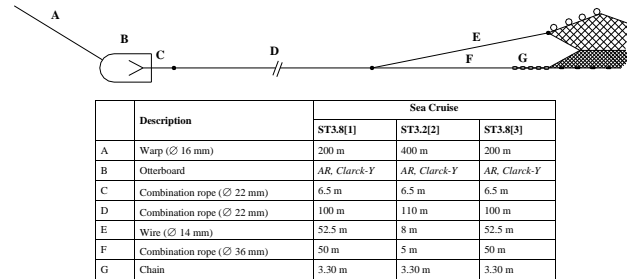 A
B
C
D
E
F
G
Description
Sea Cruise
ST3.8[1] ST3.2[2] ST3.8[3]
A Warp (∅ 16 mm) 200 m 400 m 200 m
B Otterboard AR, Clarck-Y AR, Clarck-Y AR, Clarck-Y
C Combination rope (∅ 22 mm) 6.5 m 6.5 m 6.5 m
D Combination rope (∅ 22 mm) 100 m 110 m 100 m
E Wire (∅ 14 mm) 52.5 m 8 m 52.5 m
F Combination rope (∅ 36 mm) 50 m 5 m 50 m
G Chain 3.30 m 3.30 m 3.30 m